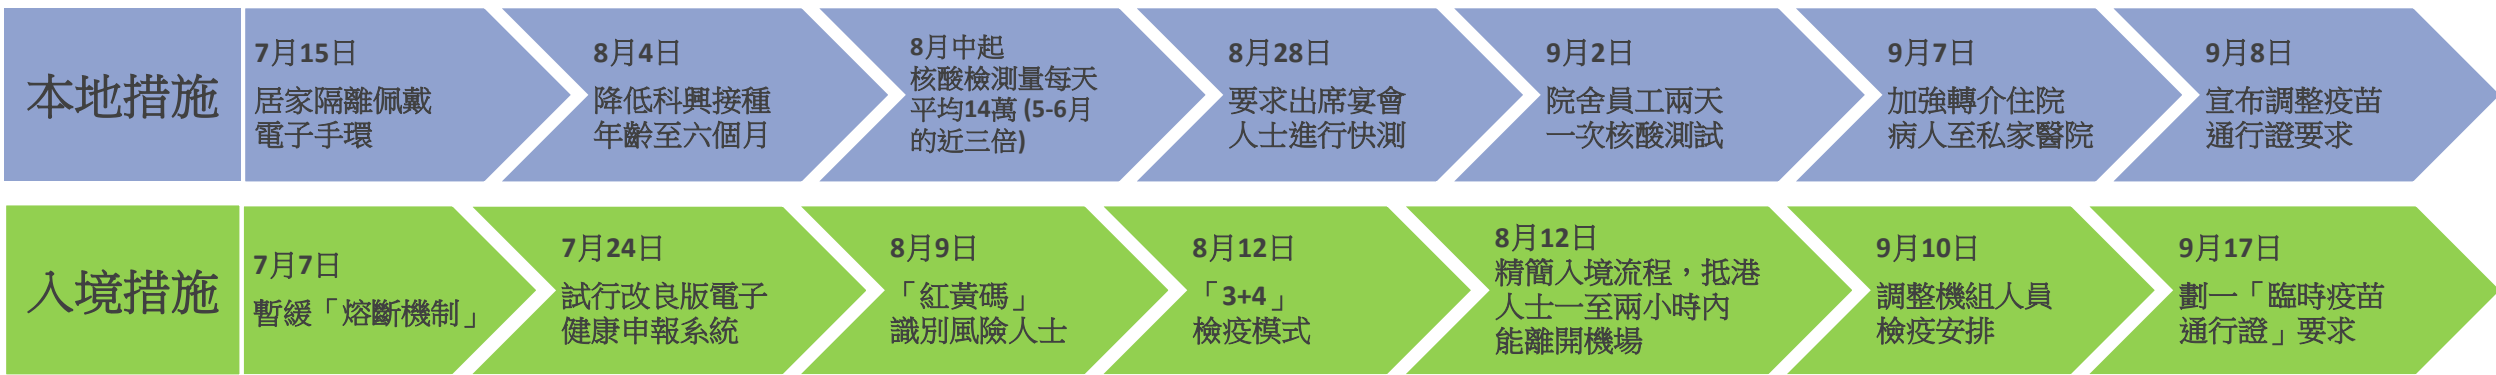 本地措施
7月15日
居家隔離佩戴
電子手環
8月4日
降低科興接種
年齡至六個月
8月中起
核酸檢測量每天
平均14萬 (5-6月
的近三倍)
8月28日
要求出席宴會
人士進行快測
9月2日
院舍員工兩天
一次核酸測試
9月7日
加強轉介住院
病人至私家醫院
9月8日
宣布調整疫苗
通行證要求
入境措施
7月7日
暫緩「熔斷機制」
7月24日
試行改良版電子
健康申報系統
8月9日
「紅黃碼」
識別風險人士
8月12日
「3+4」
檢疫模式
8月12日
精簡入境流程，抵港
人士一至兩小時內
能離開機場
9月10日
調整機組人員
檢疫安排
9月17日
劃一「臨時疫苗
通行證」要求